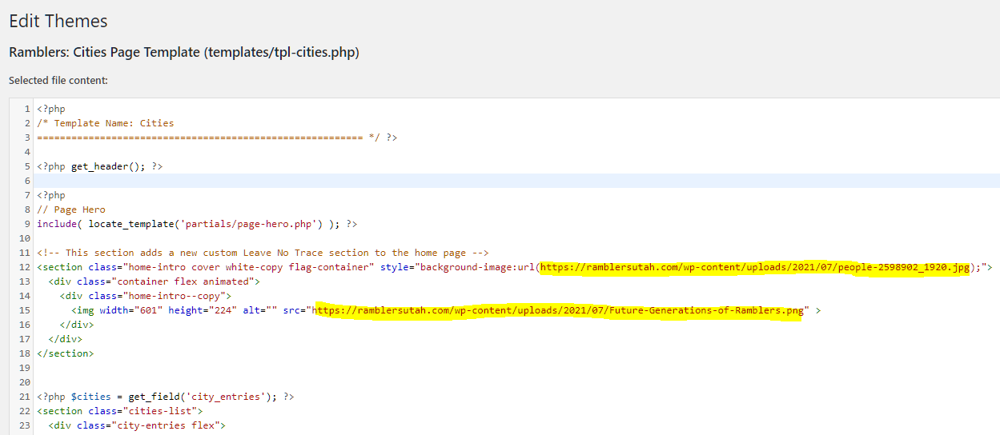 Edit Themes
Ramblers: Cities Page Template (templates/tpl-cities.php)
Selected file content:
1 <?php
2 /* Template Name: Cities
3 ========================================================= */ ?>
4
5 <?php get_header(); ?>
6
7 <?php
8 // Page Hero
9 include( locate_template('partials/page-hero.php') ); ?>
10
11 <!-- This section adds a new custom Leave No Trace section to the home page -->
12 <section class="home-intro cover white-copy flag-container" style="background-image:url(https://ramblersutah.com/wp-content/uploads/2021/07/people-2598902_1920.jpg);">
13 <div class="container flex animated">
14 <div class="home-intro--copy">
15 <img width="601" height="224" alt="" src="https://ramblersutah.com/wp-content/uploads/2021/07/Future-Generations-of-Ramblers.png" >
16 </div>
17 </div>
18 </section>
19
20
21 <?php $cities = get_field('city_entries'); ?>
22 <section class="cities-list">
23 <div class="city-entries flex">